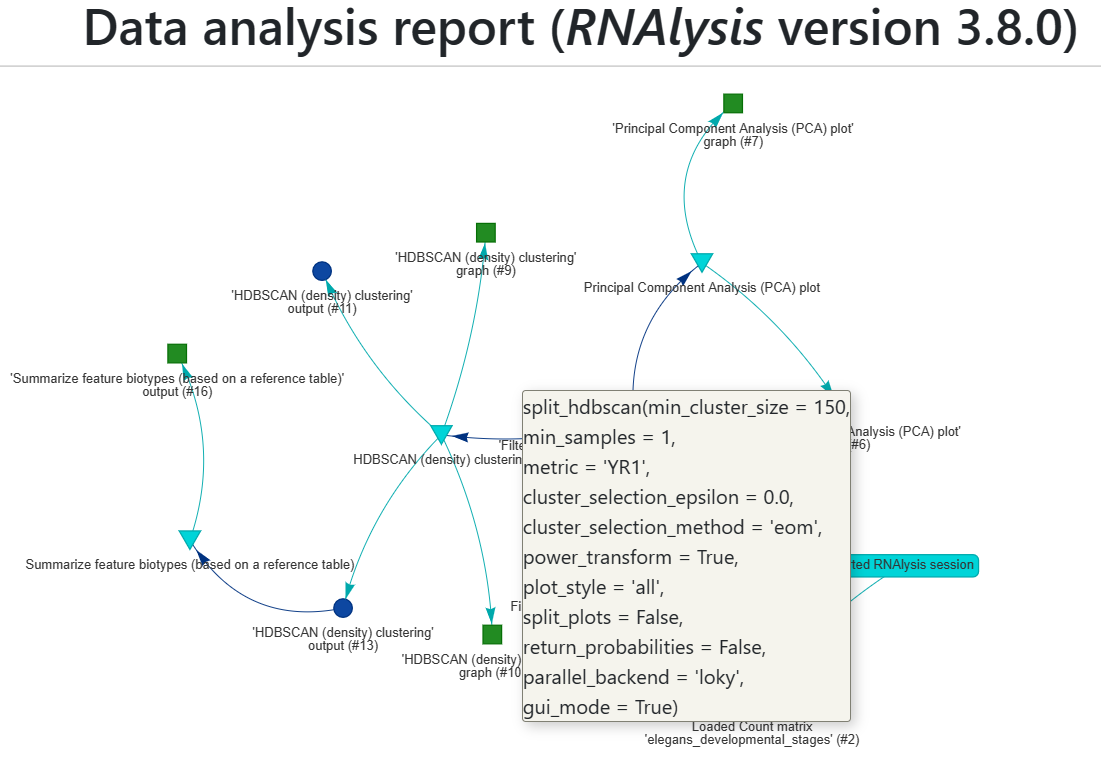 Data analysis report (RNAlysis version 3.8.0)
'Principal Component Analysis (PCA) plot'
graph (#7)
'HDBSCAN (density) clustering'
graph (#9)
Principal Component Analysis (PCA) plot
'HDBSCAN (density) clustering'
output (#11)
'Summarize feature biotypes (based on a reference table)'
output (#16)
split_hdbscan(min_cluster_size = 150,
min_samples = 1,
metric = 'YR1',
cluster_selection_epsilon = 0.0,
cluster_selection_method = 'eom',
power_transform = True,
plot_style = 'all',
split_plots = False,
return_probabilities = False,
parallel_backend = 'loky',
gui_mode = True)
Analysis (PCA) plot'
#6)
'Filte
HDBSCAN (density) clusterin
Summarize feature biotypes (based on a reference table)
ted RNAlysis session
Fi
'HDBSCAN (density) clustering'
output (#13)
'HDBSCAN (density)
graph (#10
Loaded Count matrix
'elegans_developmental_stages' (#2)